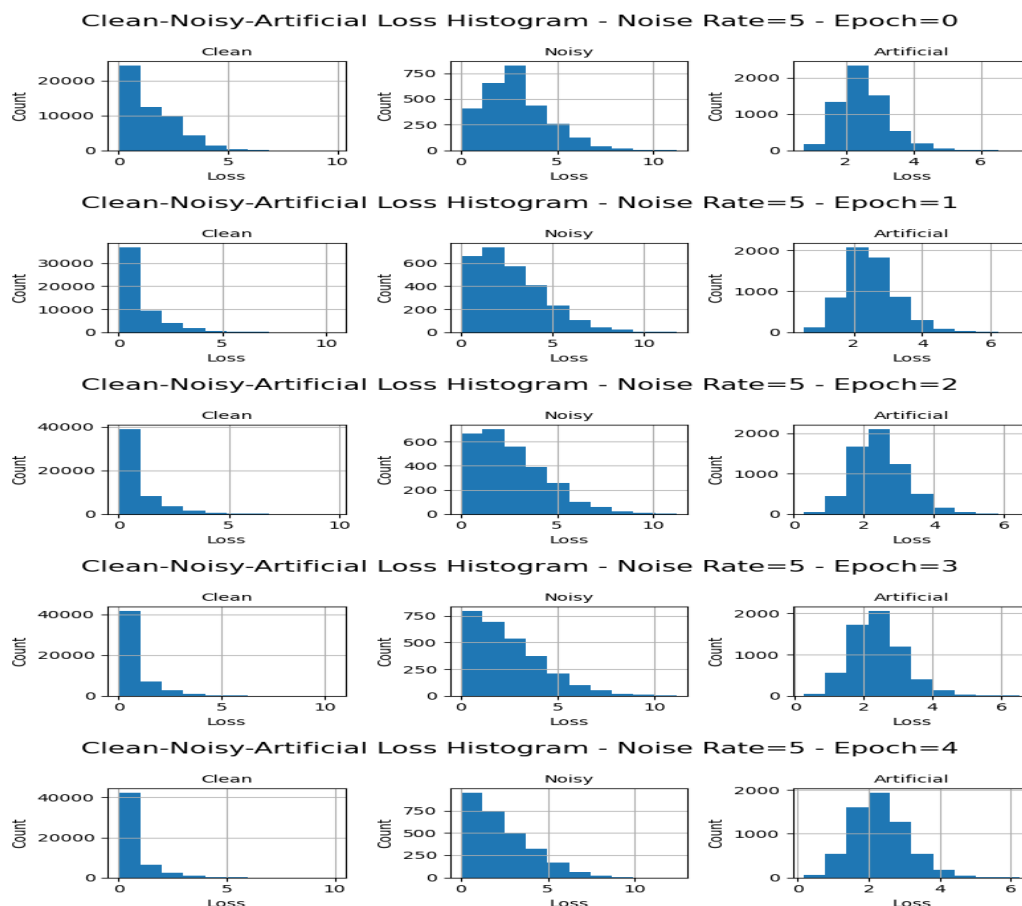 Clean-Noisy-Artificial Loss Histogram - Noise Rate=5 - Epoch=0
Clean Noisy Artificial
Count Count Count
20000 10000 0
750 500 250 0
2000 1000 0
0 5 10 0 5 10 2 4 6
Loss Loss Loss
Clean-Noisy-Artificial Loss Histogram - Noise Rate=5 - Epoch=1
Clean Noisy Artificial
Count Count Count
30000 20000 10000 0
600 400 200 0
2000 1000 0
0 5 10 0 5 10 2 4 6
Loss Loss Loss
Clean-Noisy-Artificial Loss Histogram - Noise Rate=5 - Epoch=2
Clean Noisy Artificial
Count Count Count
40000 20000 0
600 400 200 0
2000 1000 0
0 5 10 0 5 10 0 2 4 6
Loss Loss Loss
Clean-Noisy-Artificial Loss Histogram - Noise Rate=5 - Epoch=3
Clean Noisy Artificial
Count Count Count
40000 20000 0
750 500 250 0
2000 1000 0
0 5 10 0 5 10 0 2 4 6
Loss Loss Loss
Clean-Noisy-Artificial Loss Histogram - Noise Rate=5 - Epoch=4
Clean Noisy Artificial
Count Count Count
40000 20000 0
750 500 250 0
2000 1000 0
0 5 10 0 5 10 0 2 4 6
Loss Loss Loss